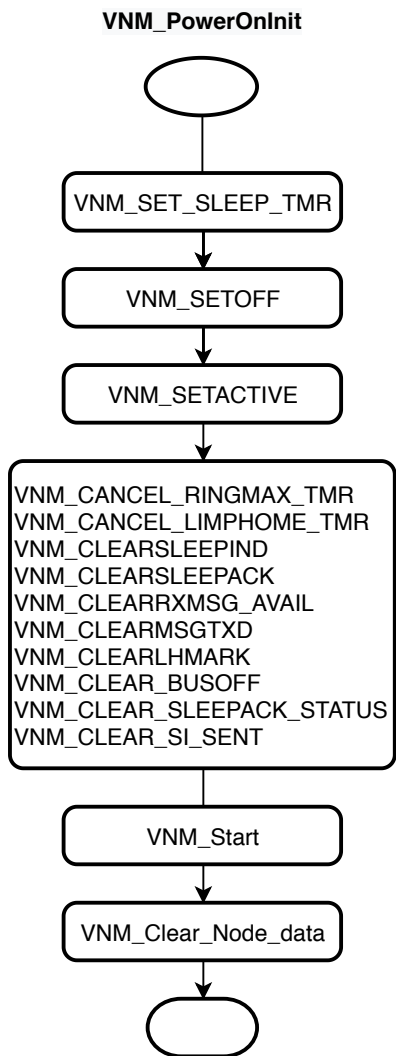 VNM_PowerOnInit
VNM_SET_SLEEP_TMR
VNM_SETOFF
VNM_SETACTIVE
VNM_CANCEL_RINGMAX_TMR
VNM_CANCEL_LIMPHOME_TMR
VNM_CLEARSLEEPIND
VNM_CLEARSLEEPACK
VNM_CLEARRXMSG_AVAIL
VNM_CLEARMSGTXD
VNM_CLEARLHMARK
VNM_CLEAR_BUSOFF
VNM_CLEAR_SLEEPACK_STATUS
VNM_CLEAR_SI_SENT
VNM_Start
VNM_Clear_Node_data